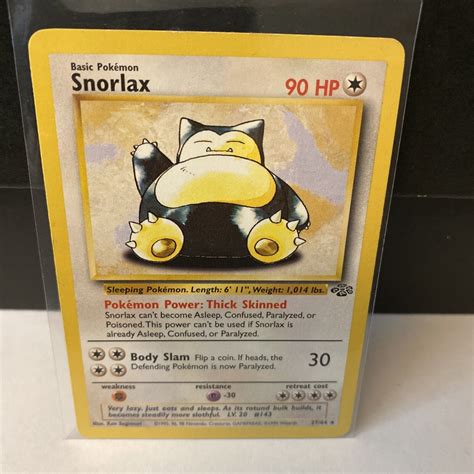 Basic Pokémon
Snorlax 90 HP
Sleeping Pokémon. Length: 6' 11", Weight: 1,014 lbs.
Pokémon Power: Thick Skinned
Snorlax can't become Asleep, Confused, Paralyzed, or
Poisoned. This power can't be used if Snorlax is
already Asleep, Confused, or Paralyzed.
Body Slam Flip a coin. If heads, the
Defending Pokémon is now Paralyzed. 30
weakness resistance retreat cost
-30
Very lazy. Just eats and sleeps. As its rotund bulk builds, it
becomes steadily more slothful. LV. 20 #143
Illus. Ken Sugimori 27/64